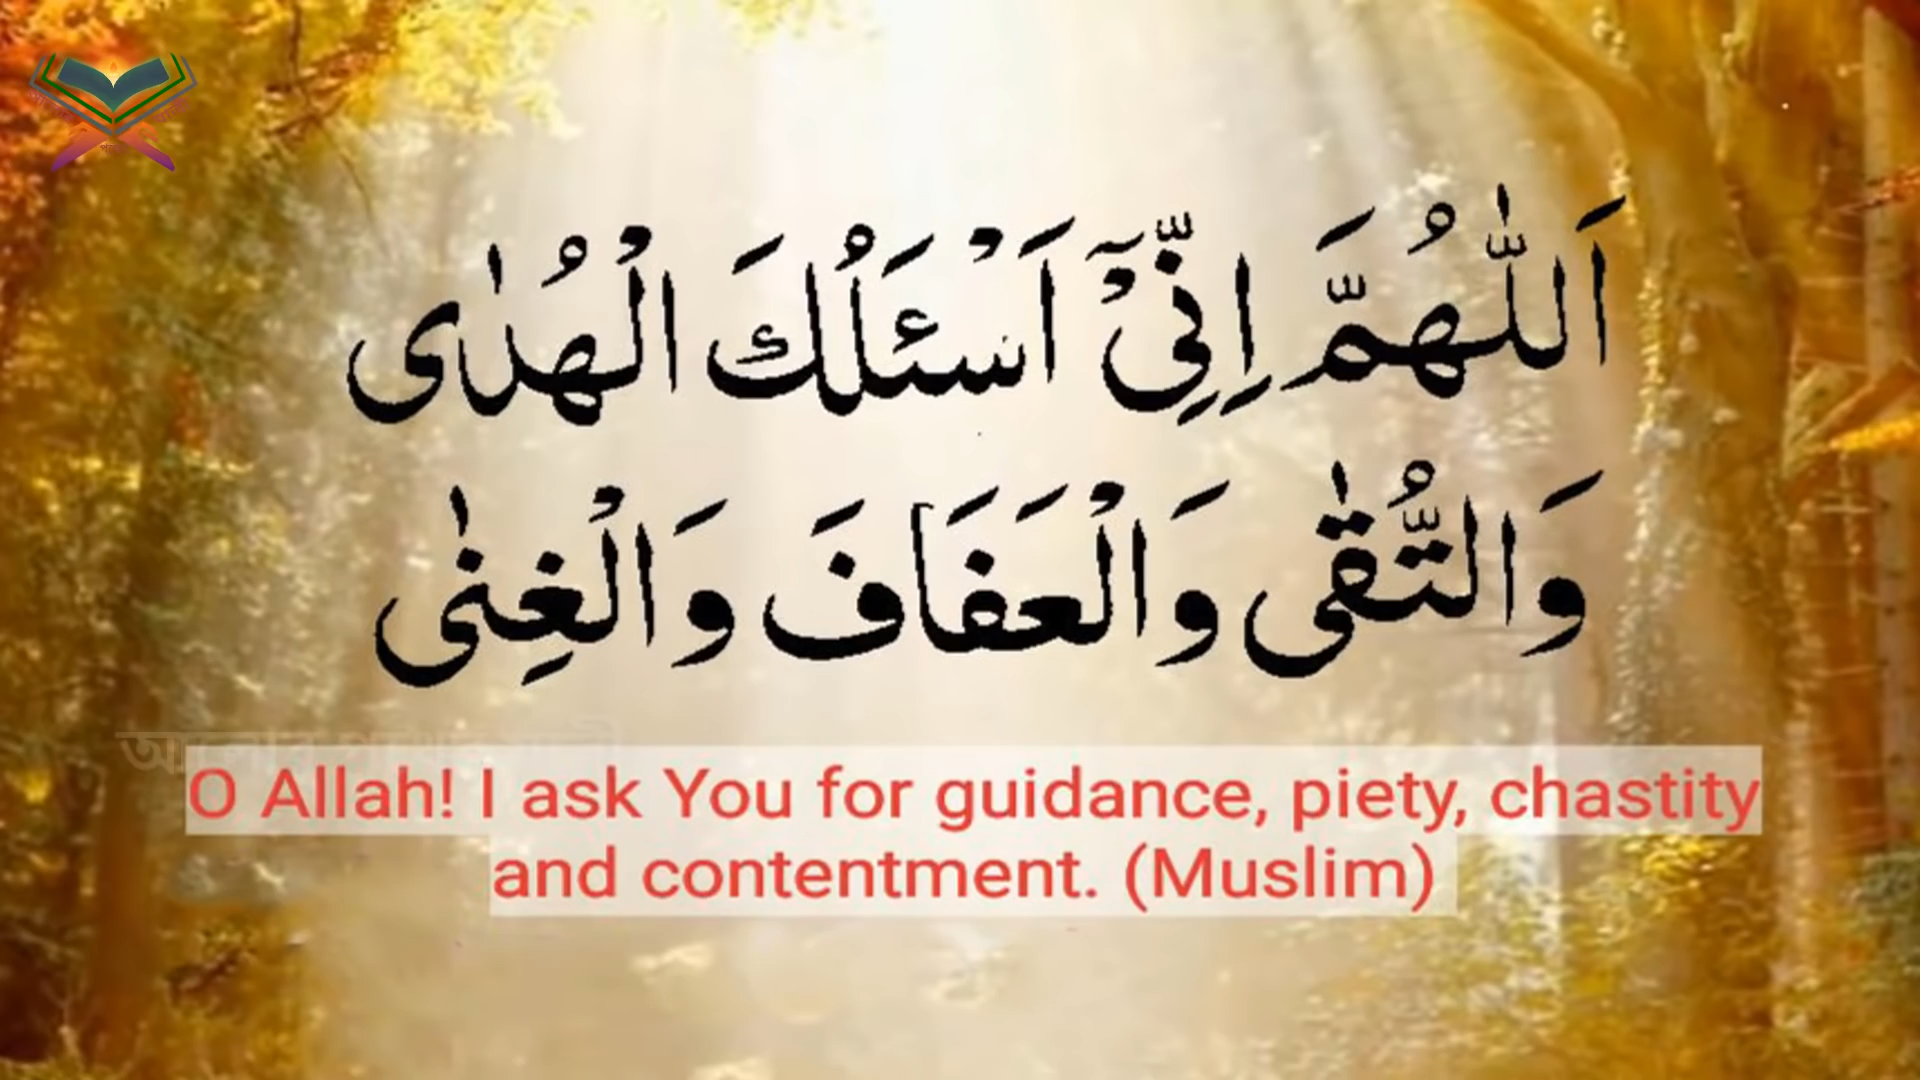 اَللّٰهُمَّ اِنِّيْٓ اَسْئَلُكَ الْهُدٰى
وَالتُّقٰى وَالْعَفَافَ وَالْغِنٰى
O Allah! I ask You for guidance, piety, chastity
and contentment. (Muslim)